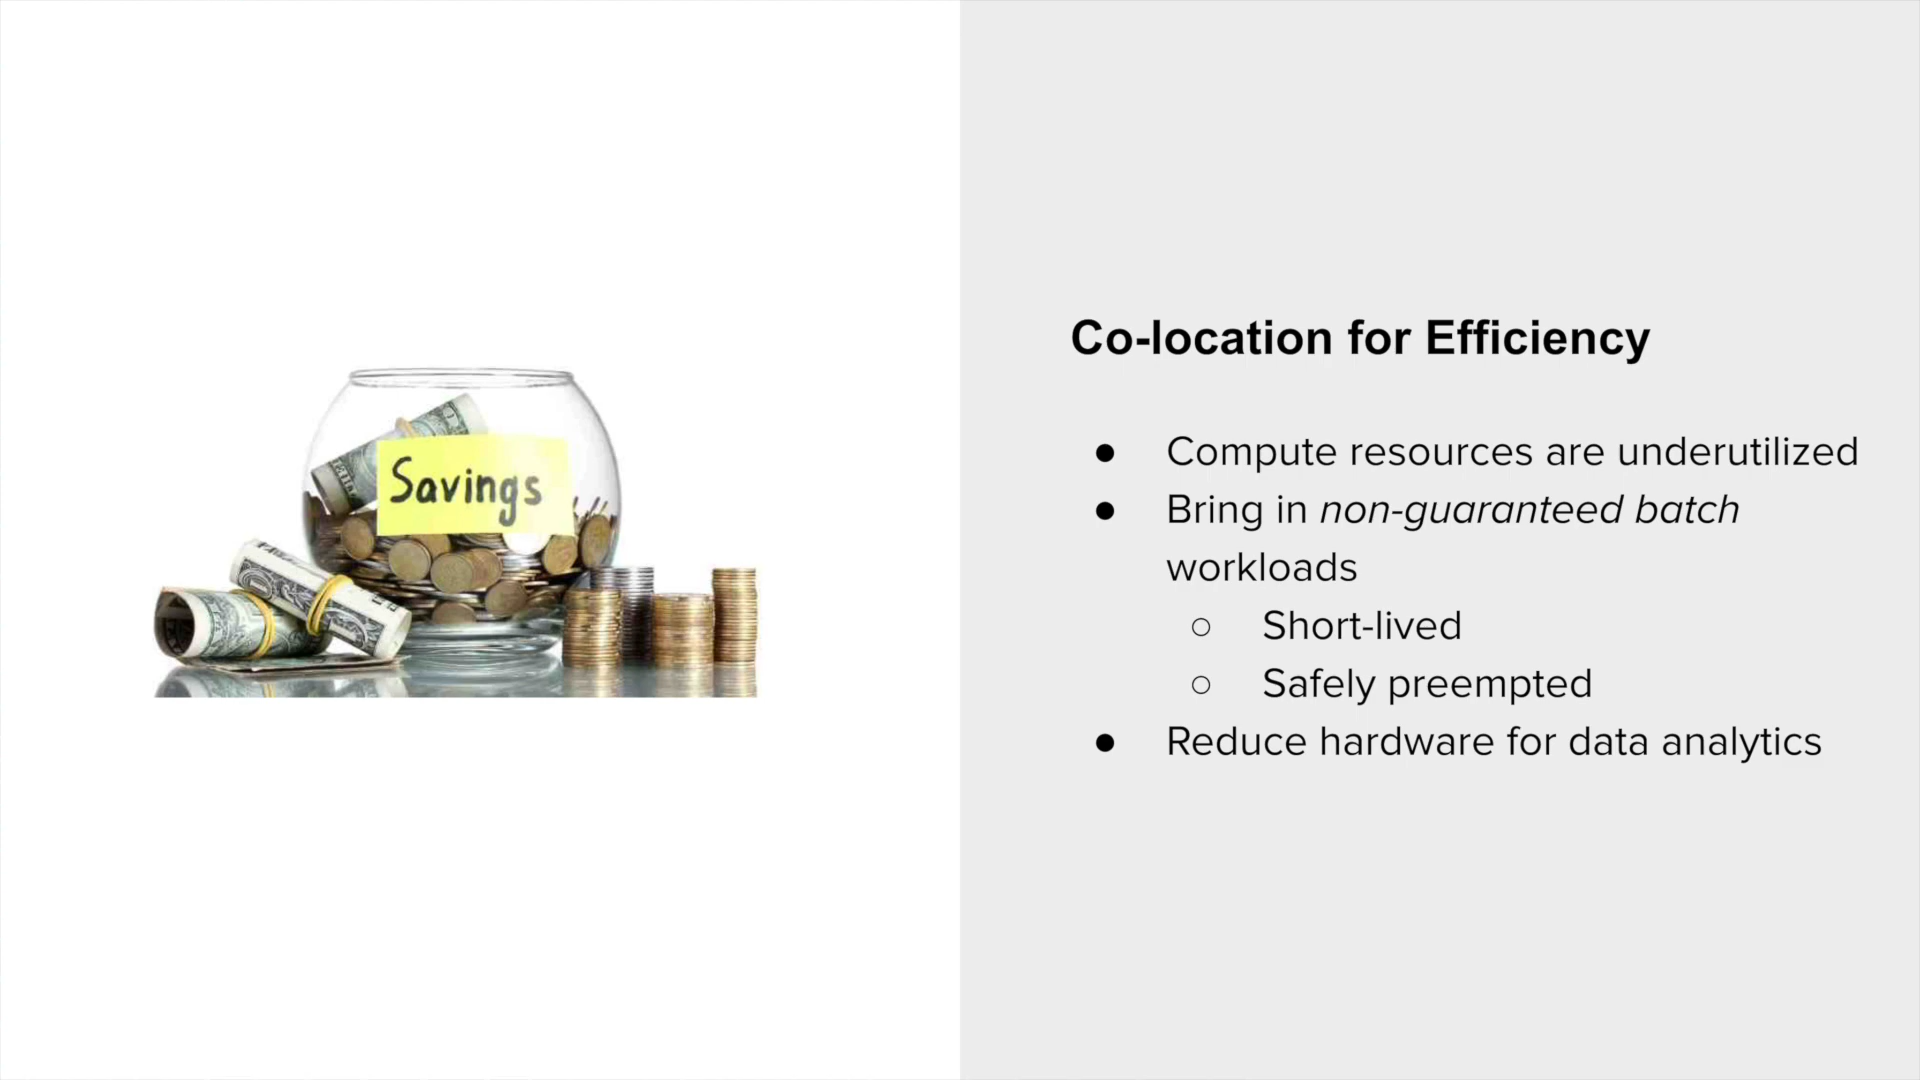 Savings
Co-location for Efficiency
● Compute resources are underutilized
● Bring in non-guaranteed batch
workloads
○ Short-lived
○ Safely preempted
● Reduce hardware for data analytics